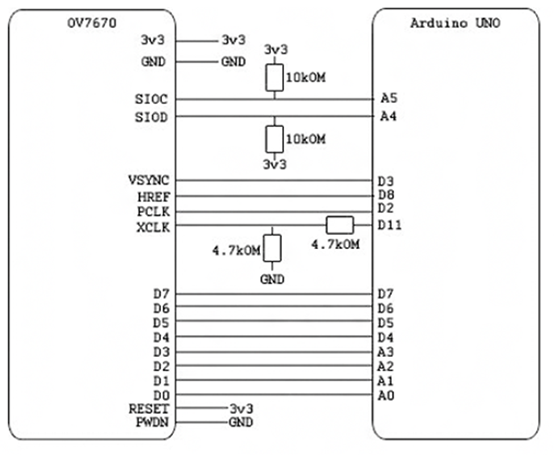 OV7670 Arduino UNO
3v3 3v3
GND GND
3v3
10kOM
SIOC A5
SIOD A4
10kOM
3v3
VSYNC D3
HREF D8
PCLK D2
XCLK D11
4.7kOM 4.7kOM
GND
D7 D7
D6 D6
D5 D5
D4 D4
D3 A3
D2 A2
D1 A1
D0 A0
RESET 3v3
PWDN GND